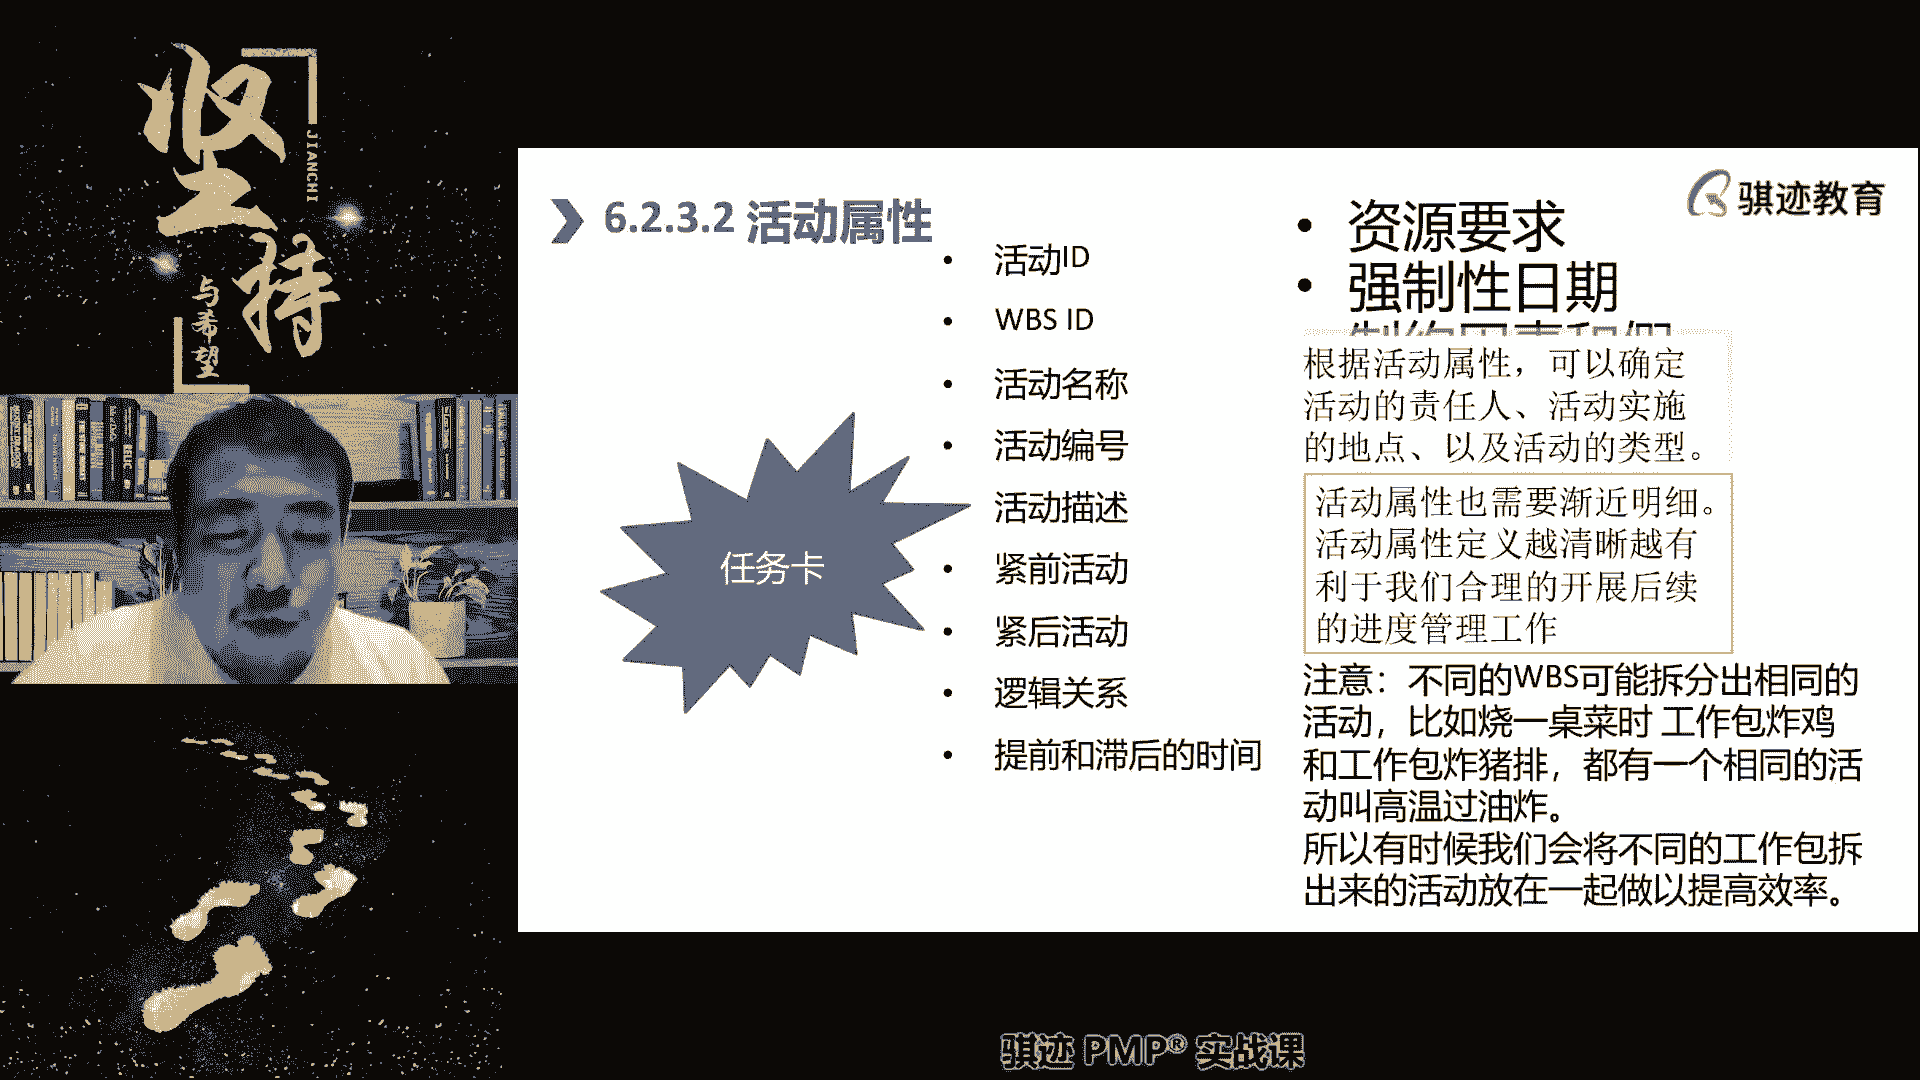 坚持
JIANCHI
与希望
骐迹教育
6.2.3.2 活动属性
• 活动ID
• WBS ID
• 活动名称
• 活动编号
• 活动描述
• 紧前活动
• 紧后活动
• 逻辑关系
• 提前和滞后的时间
任务卡
• 资源要求
• 强制性日期
制约因素和假
根据活动属性，可以确定
活动的责任人、活动实施
的地点、以及活动的类型。
活动属性也需要渐近明细。
活动属性定义越清晰越有
利于我们合理的开展后续
的进度管理工作
注意：不同的WBS可能拆分出相同的
活动，比如烧一桌菜时 工作包炸鸡
和工作包炸猪排，都有一个相同的活
动叫高温过油炸。
所以有时候我们会将不同的工作包拆
出来的活动放在一起做以提高效率。
骐迹 PMP® 实战课